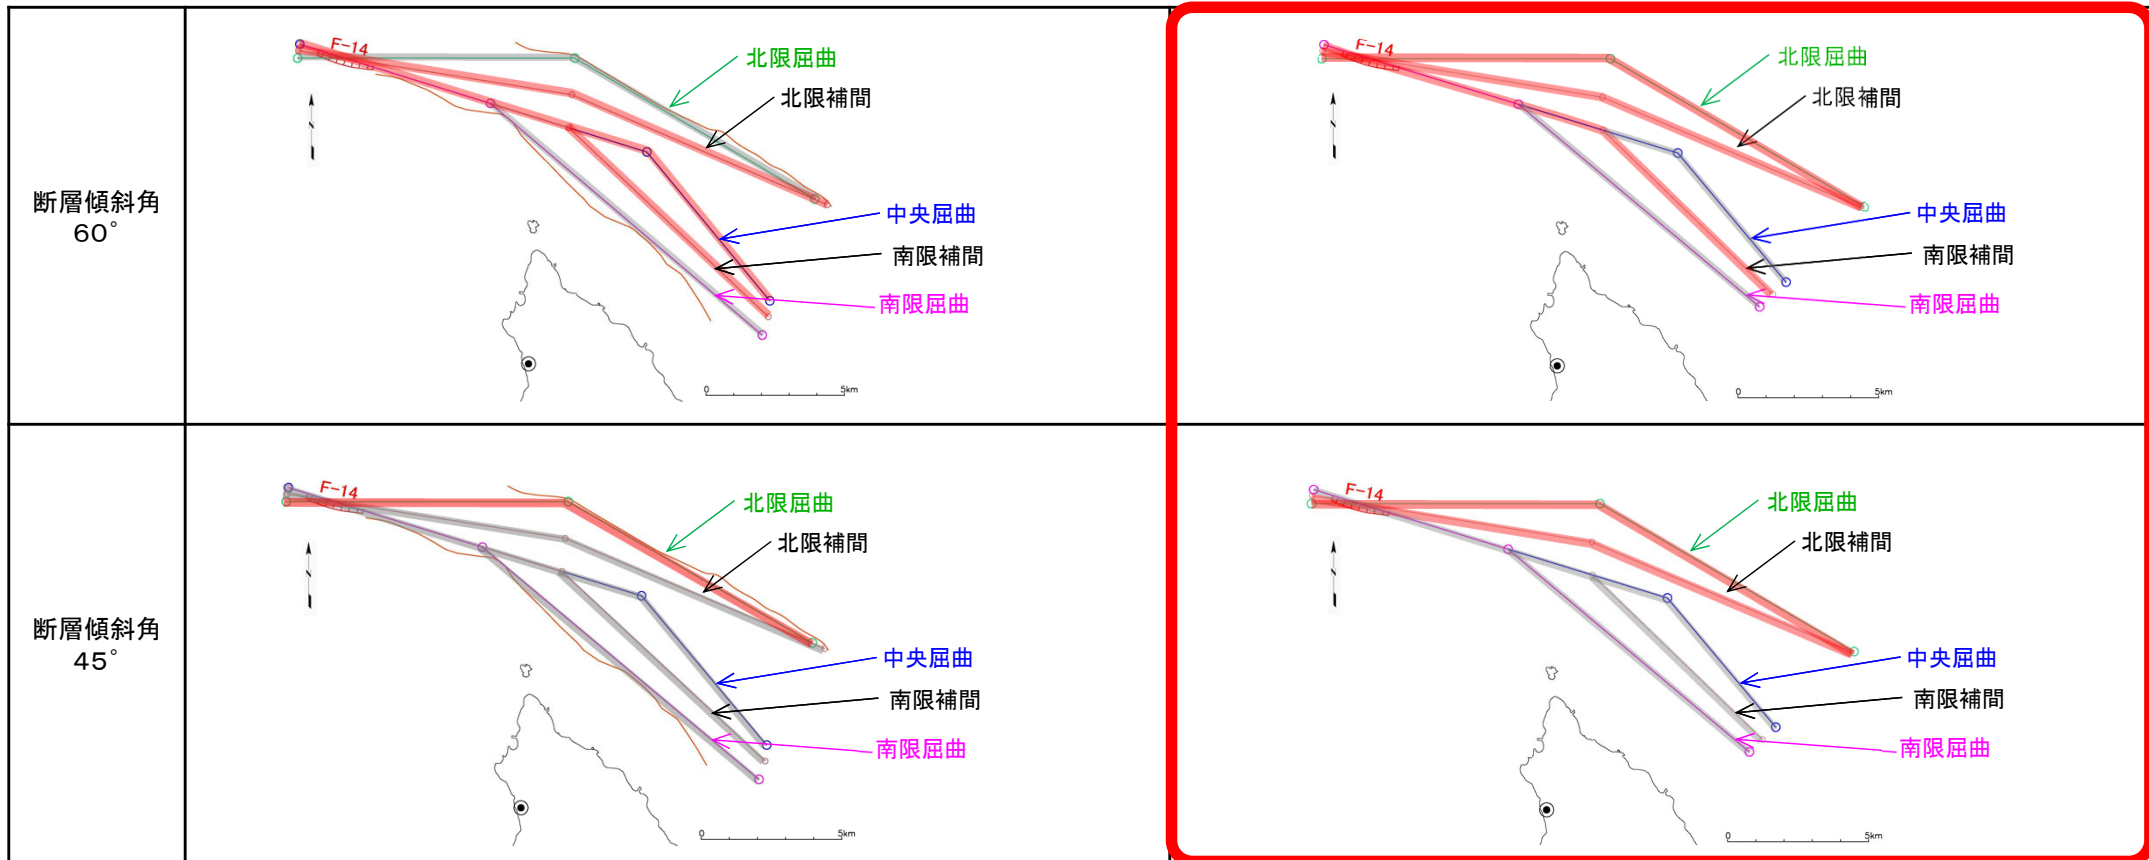 断層傾斜角
60°
F-14
北限屈曲
北限補間
中央屈曲
南限補間
南限屈曲
0 5km
F-14
北限屈曲
北限補間
中央屈曲
南限補間
南限屈曲
0 5km
断層傾斜角
45°
F-14
北限屈曲
北限補間
中央屈曲
南限補間
南限屈曲
0 5km
F-14
北限屈曲
北限補間
中央屈曲
南限補間
南限屈曲
0 5km